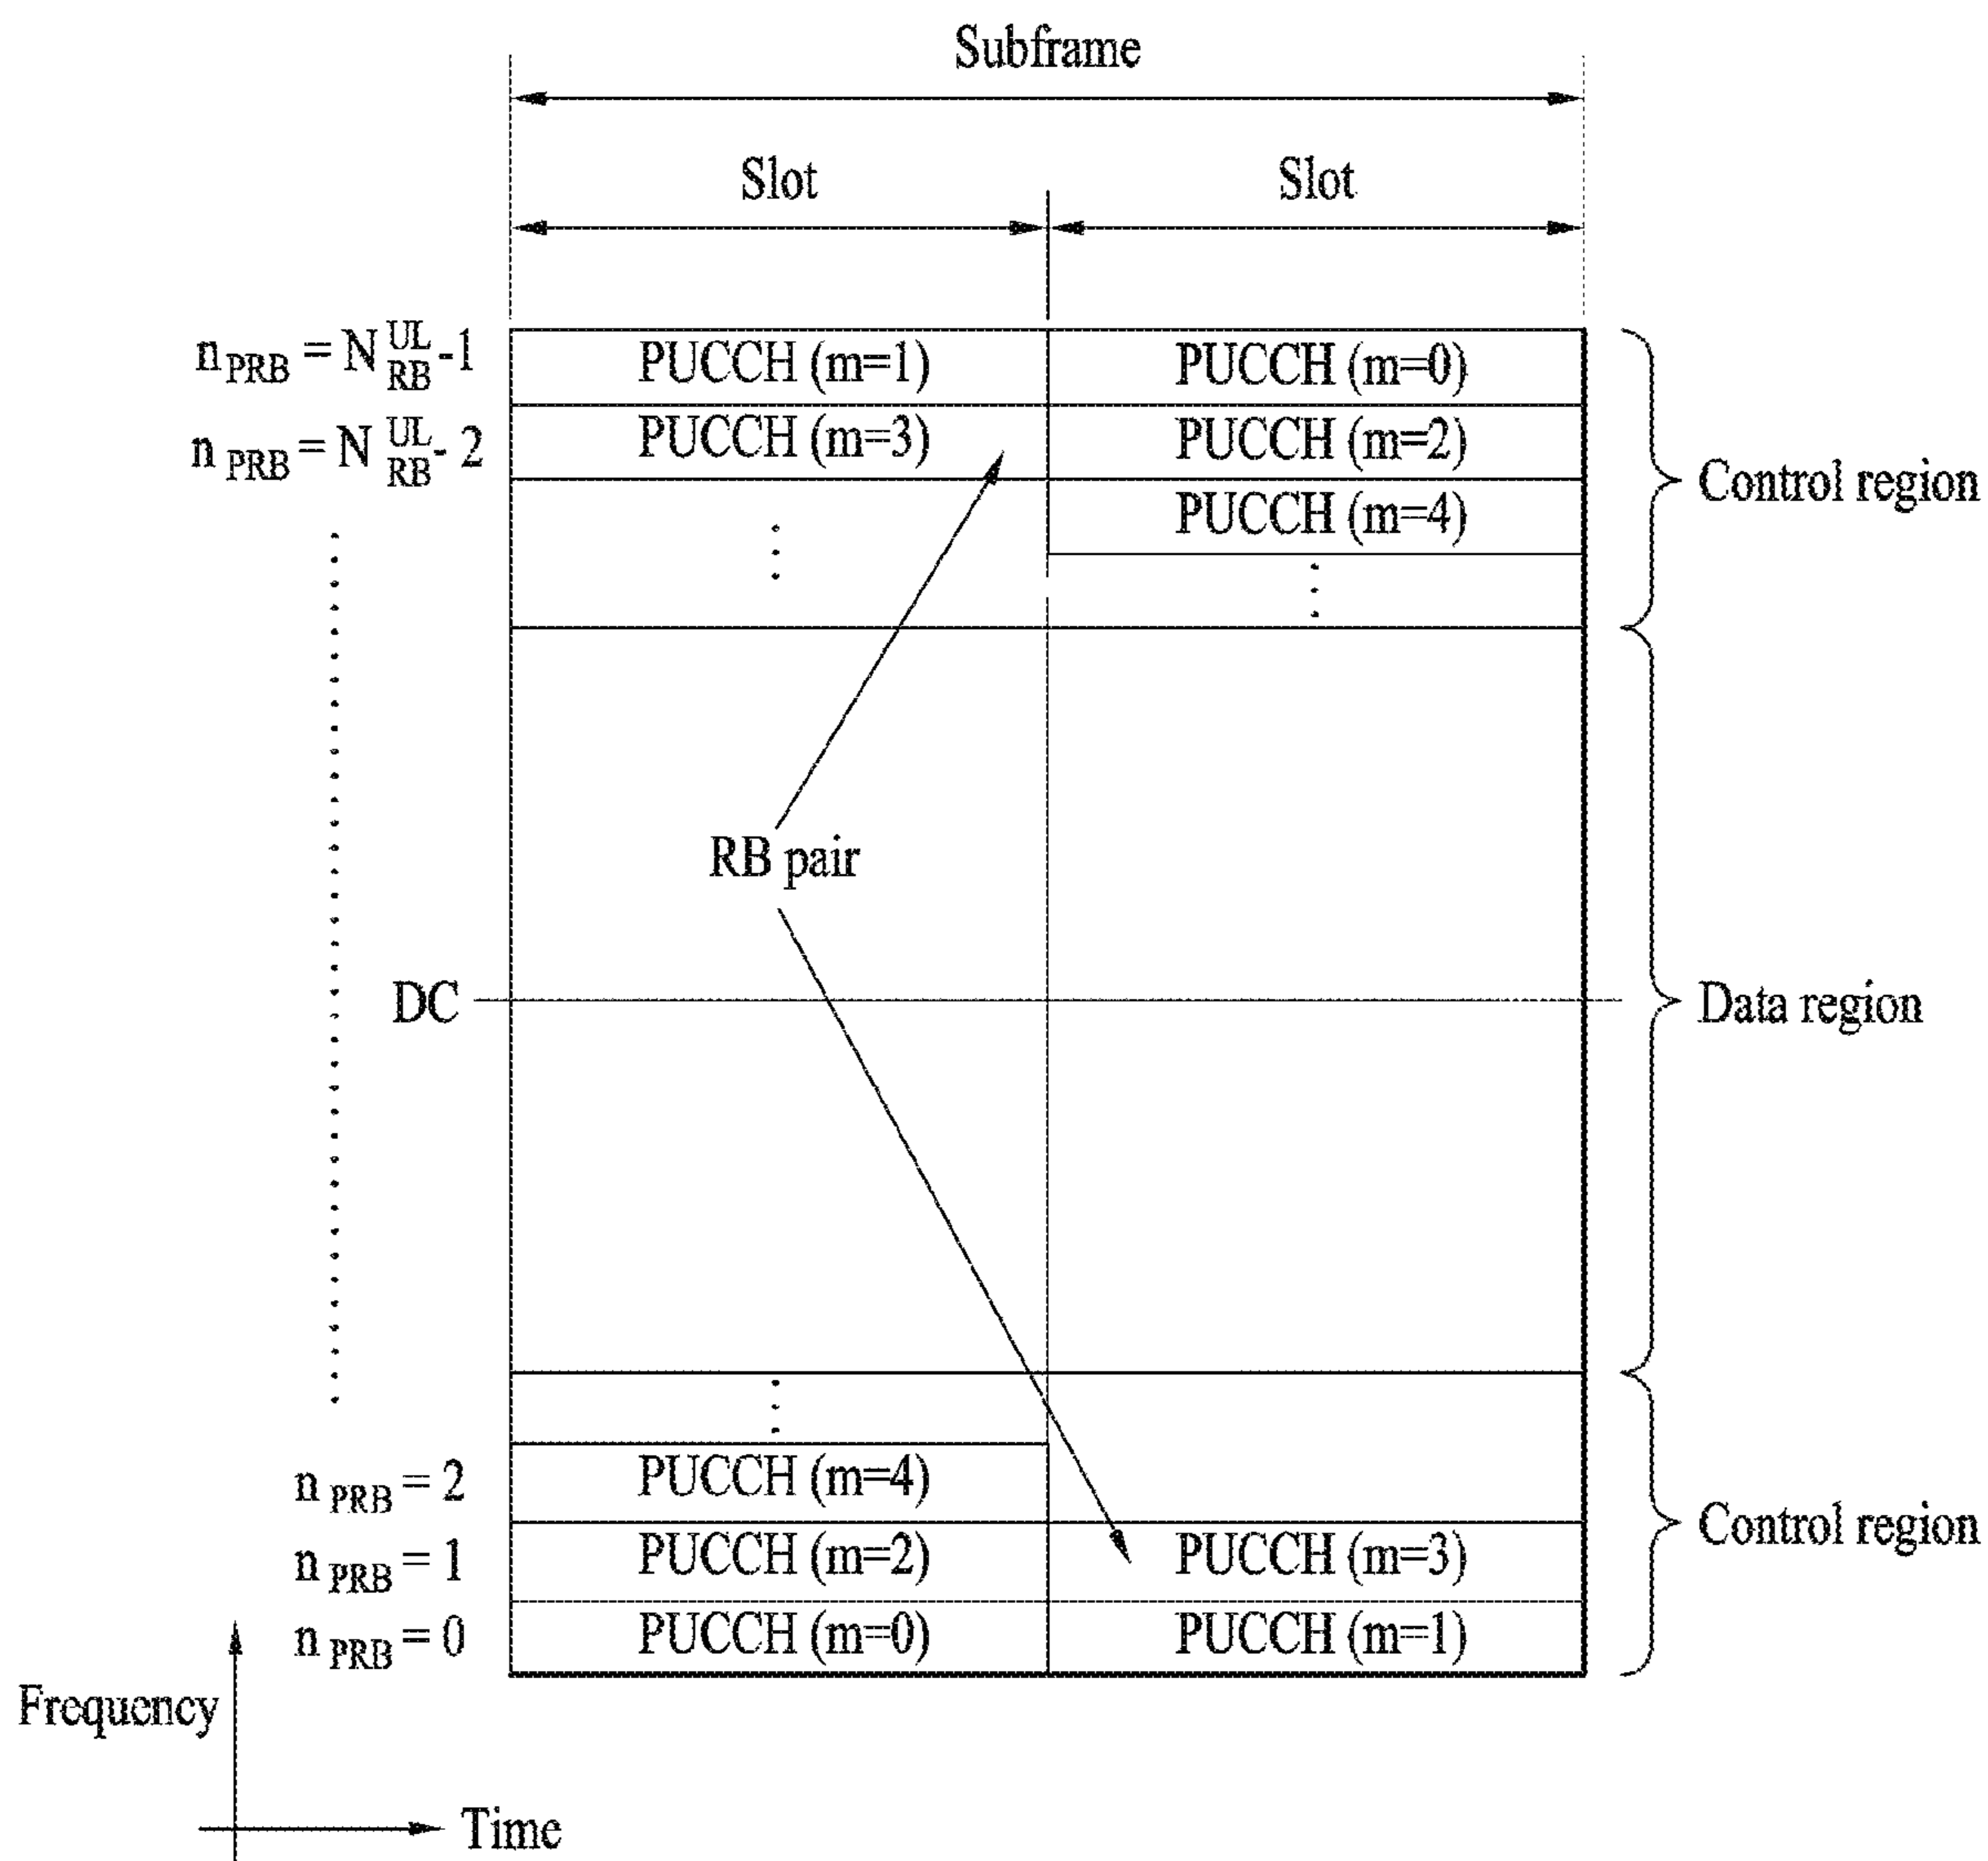 Subframe
Slot Slot
n PRB = N UL RB -1 PUCCH (m=1) PUCCH (m=0)
n PRB = N UL RB - 2 PUCCH (m=3) PUCCH (m=2)
Control region
PUCCH (m=4)
RB pair
DC
Data region
n PRB = 2 PUCCH (m=4)
Control region
n PRB = 1 PUCCH (m=2) PUCCH (m=3)
n PRB = 0 PUCCH (m=0) PUCCH (m=1)
Frequency
Time